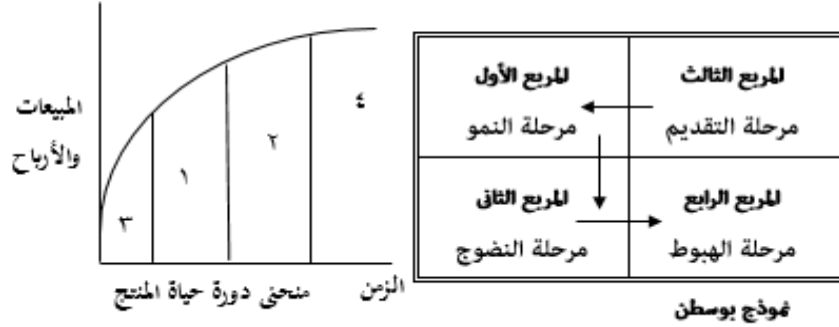 المبيعات
والأرباح
٣
١
٢
٤
الزمن
منحنى دورة حياة المنتج
المربع الثالث
مرحلة التقديم
المربع الأول
مرحلة النمو
المربع الرابع
مرحلة الهبوط
المربع الثانى
مرحلة النضوج
نموذج بوسطن